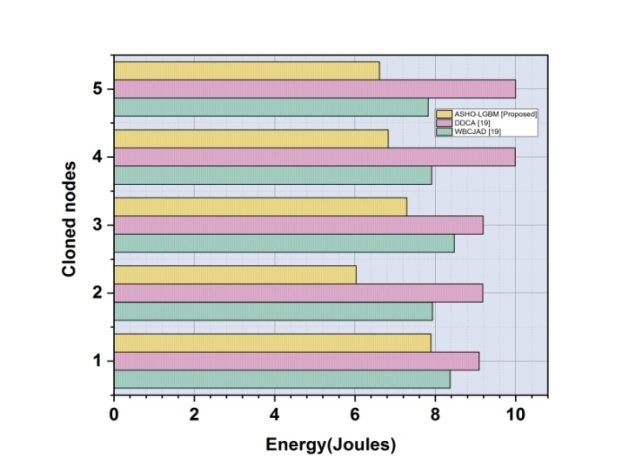 5
4
3
2
1
Cloned nodes
ASHO-LGBM [Proposed]
DDCA [19]
WBCJAD [19]
0 2 4 6 8 10
Energy(Joules)